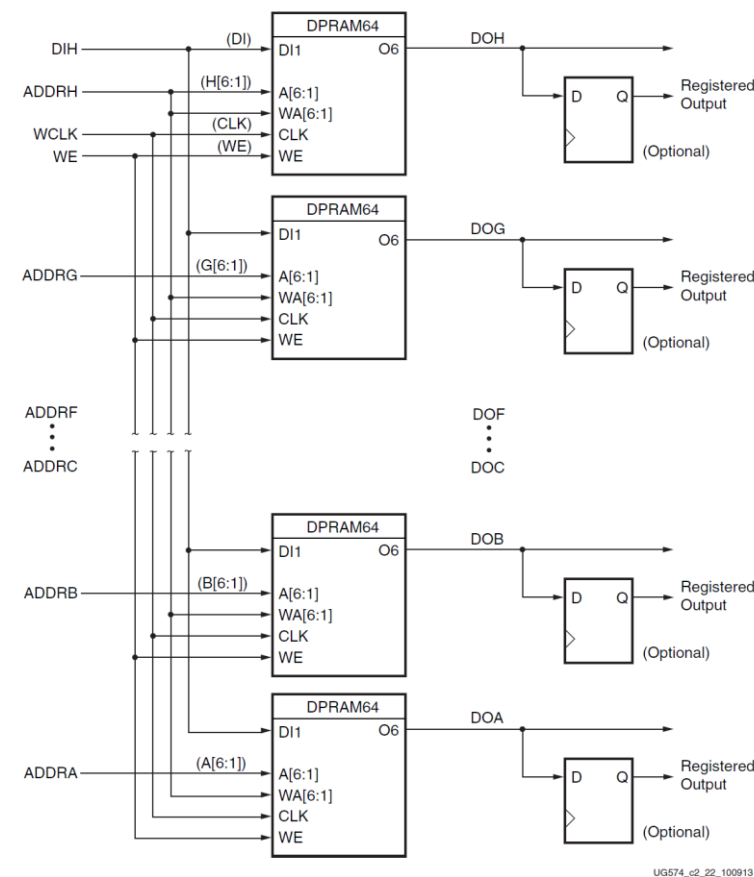 DPRAM64
DIH (DI) DI1 O6 DOH
ADDRH (H[6:1]) A[6:1] D Q Registered
Output
WA[6:1]
WCLK (CLK) CLK
WE (WE) WE (Optional)
DPRAM64
DI1 O6 DOG
ADDRG (G[6:1]) A[6:1] D Q Registered
Output
WA[6:1]
CLK
WE (Optional)
ADDRF DOF
ADDRC DOC
DPRAM64
DI1 O6 DOB
ADDRB (B[6:1]) A[6:1] D Q Registered
Output
WA[6:1]
CLK
WE (Optional)
DPRAM64
DI1 O6 DOA
ADDRA (A[6:1]) A[6:1] D Q Registered
Output
WA[6:1]
CLK
WE (Optional)
UG574_c2_22_100913